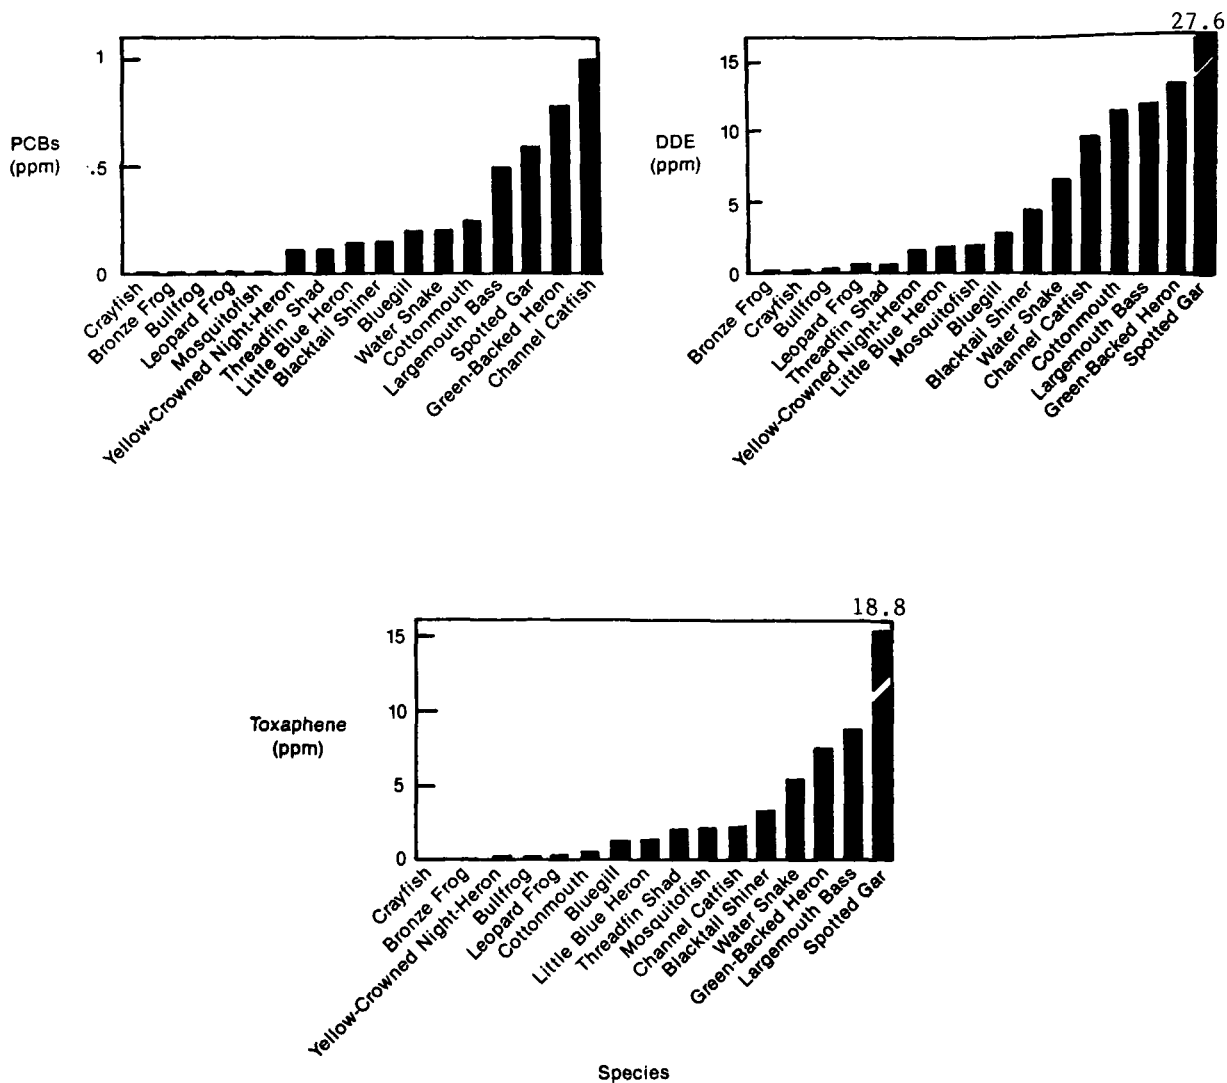 1
PCBs
(ppm)
.5
0
Crayfish
Bronze Frog
Bullfrog
Leopard Frog
Mosquitofish
Yellow-Crowned Night-Heron
Threadfin Shad
Little Blue Heron
Blacktail Shiner
Bluegill
Water Snake
Cottonmouth
Largemouth Bass
Spotted Gar
Green-Backed Heron
Channel Catfish
27.6
15
10
DDE
(ppm)
5
0
Bronze Frog
Crayfish
Bullfrog
Leopard Frog
Threadfin Shad
Yellow-Crowned Night-Heron
Little Blue Heron
Mosquitofish
Bluegill
Blacktail Shiner
Water Snake
Channel Catfish
Cottonmouth
Largemouth Bass
Green-Backed Heron
Spotted Gar
18.8
15
10
Toxaphene
(ppm)
5
0
Crayfish
Bronze Frog
Yellow-Crowned Night-Heron
Bullfrog
Leopard Frog
Cottonmouth
Bluegill
Little Blue Heron
Threadfin Shad
Mosquitofish
Channel Catfish
Blacktail Shiner
Water Snake
Green-Backed Heron
Largemouth Bass
Spotted Gar
Species